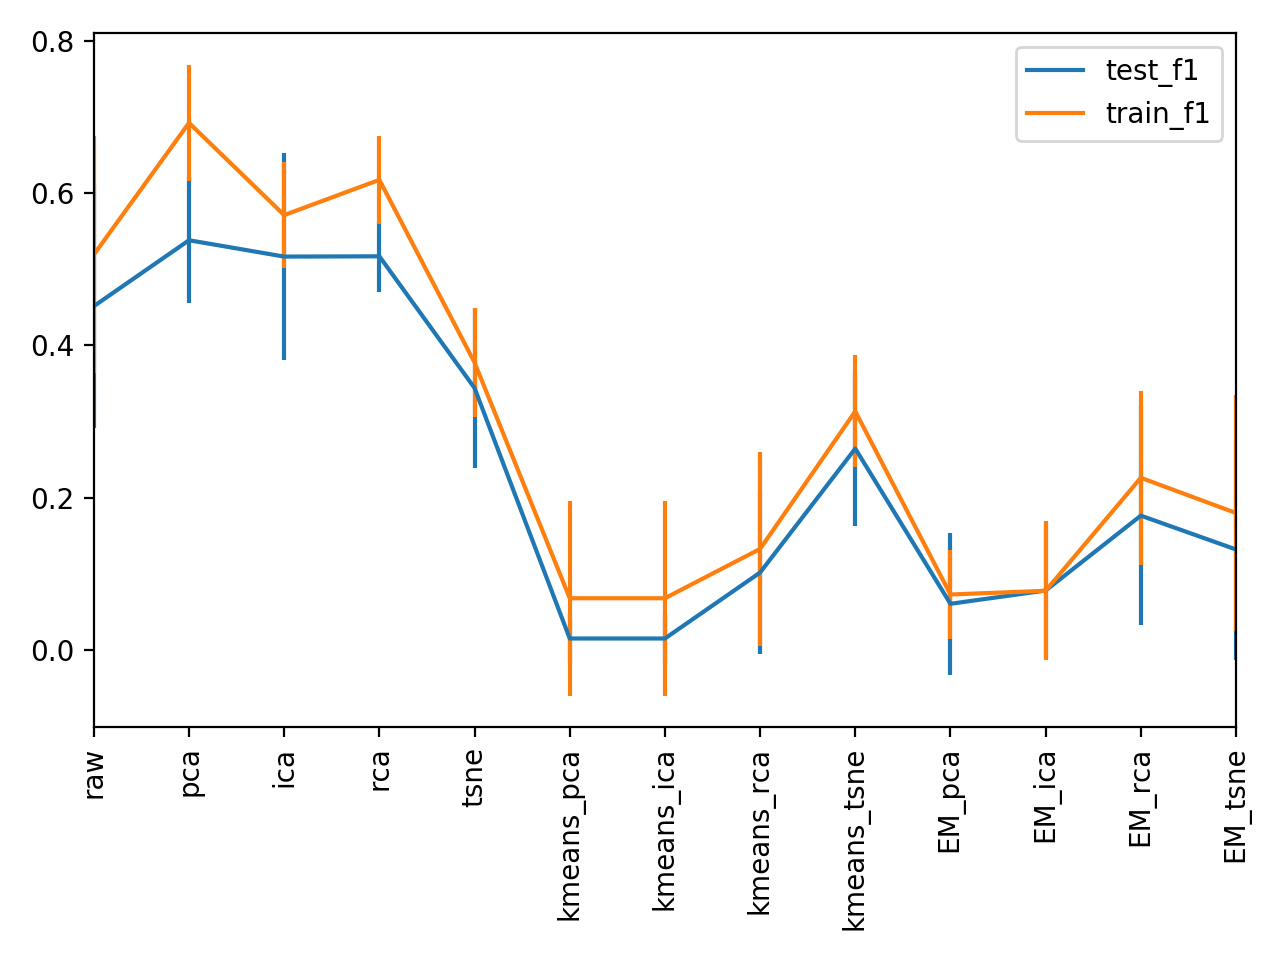 0.8
0.6
0.4
0.2
0.0
test_f1
train_f1
raw
pca
ica
rca
tsne
kmeans_pca
kmeans_ica
kmeans_rca
kmeans_tsne
EM_pca
EM_ica
EM_rca
EM_tsne